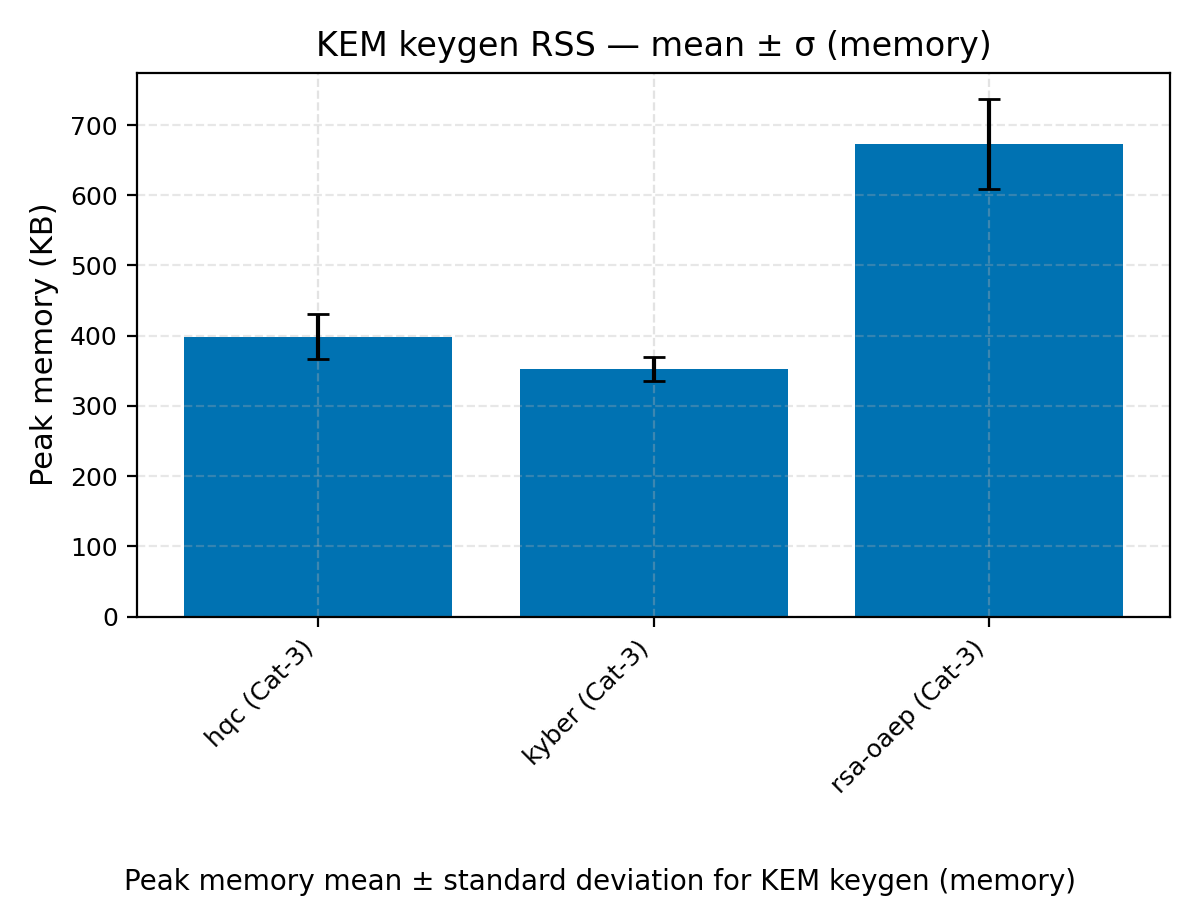 KEM keygen RSS — mean ± σ (memory)
Peak memory (KB)
700
600
500
400
300
200
100
0
hqc (Cat-3)
kyber (Cat-3)
rsa-oaep (Cat-3)
Peak memory mean ± standard deviation for KEM keygen (memory)